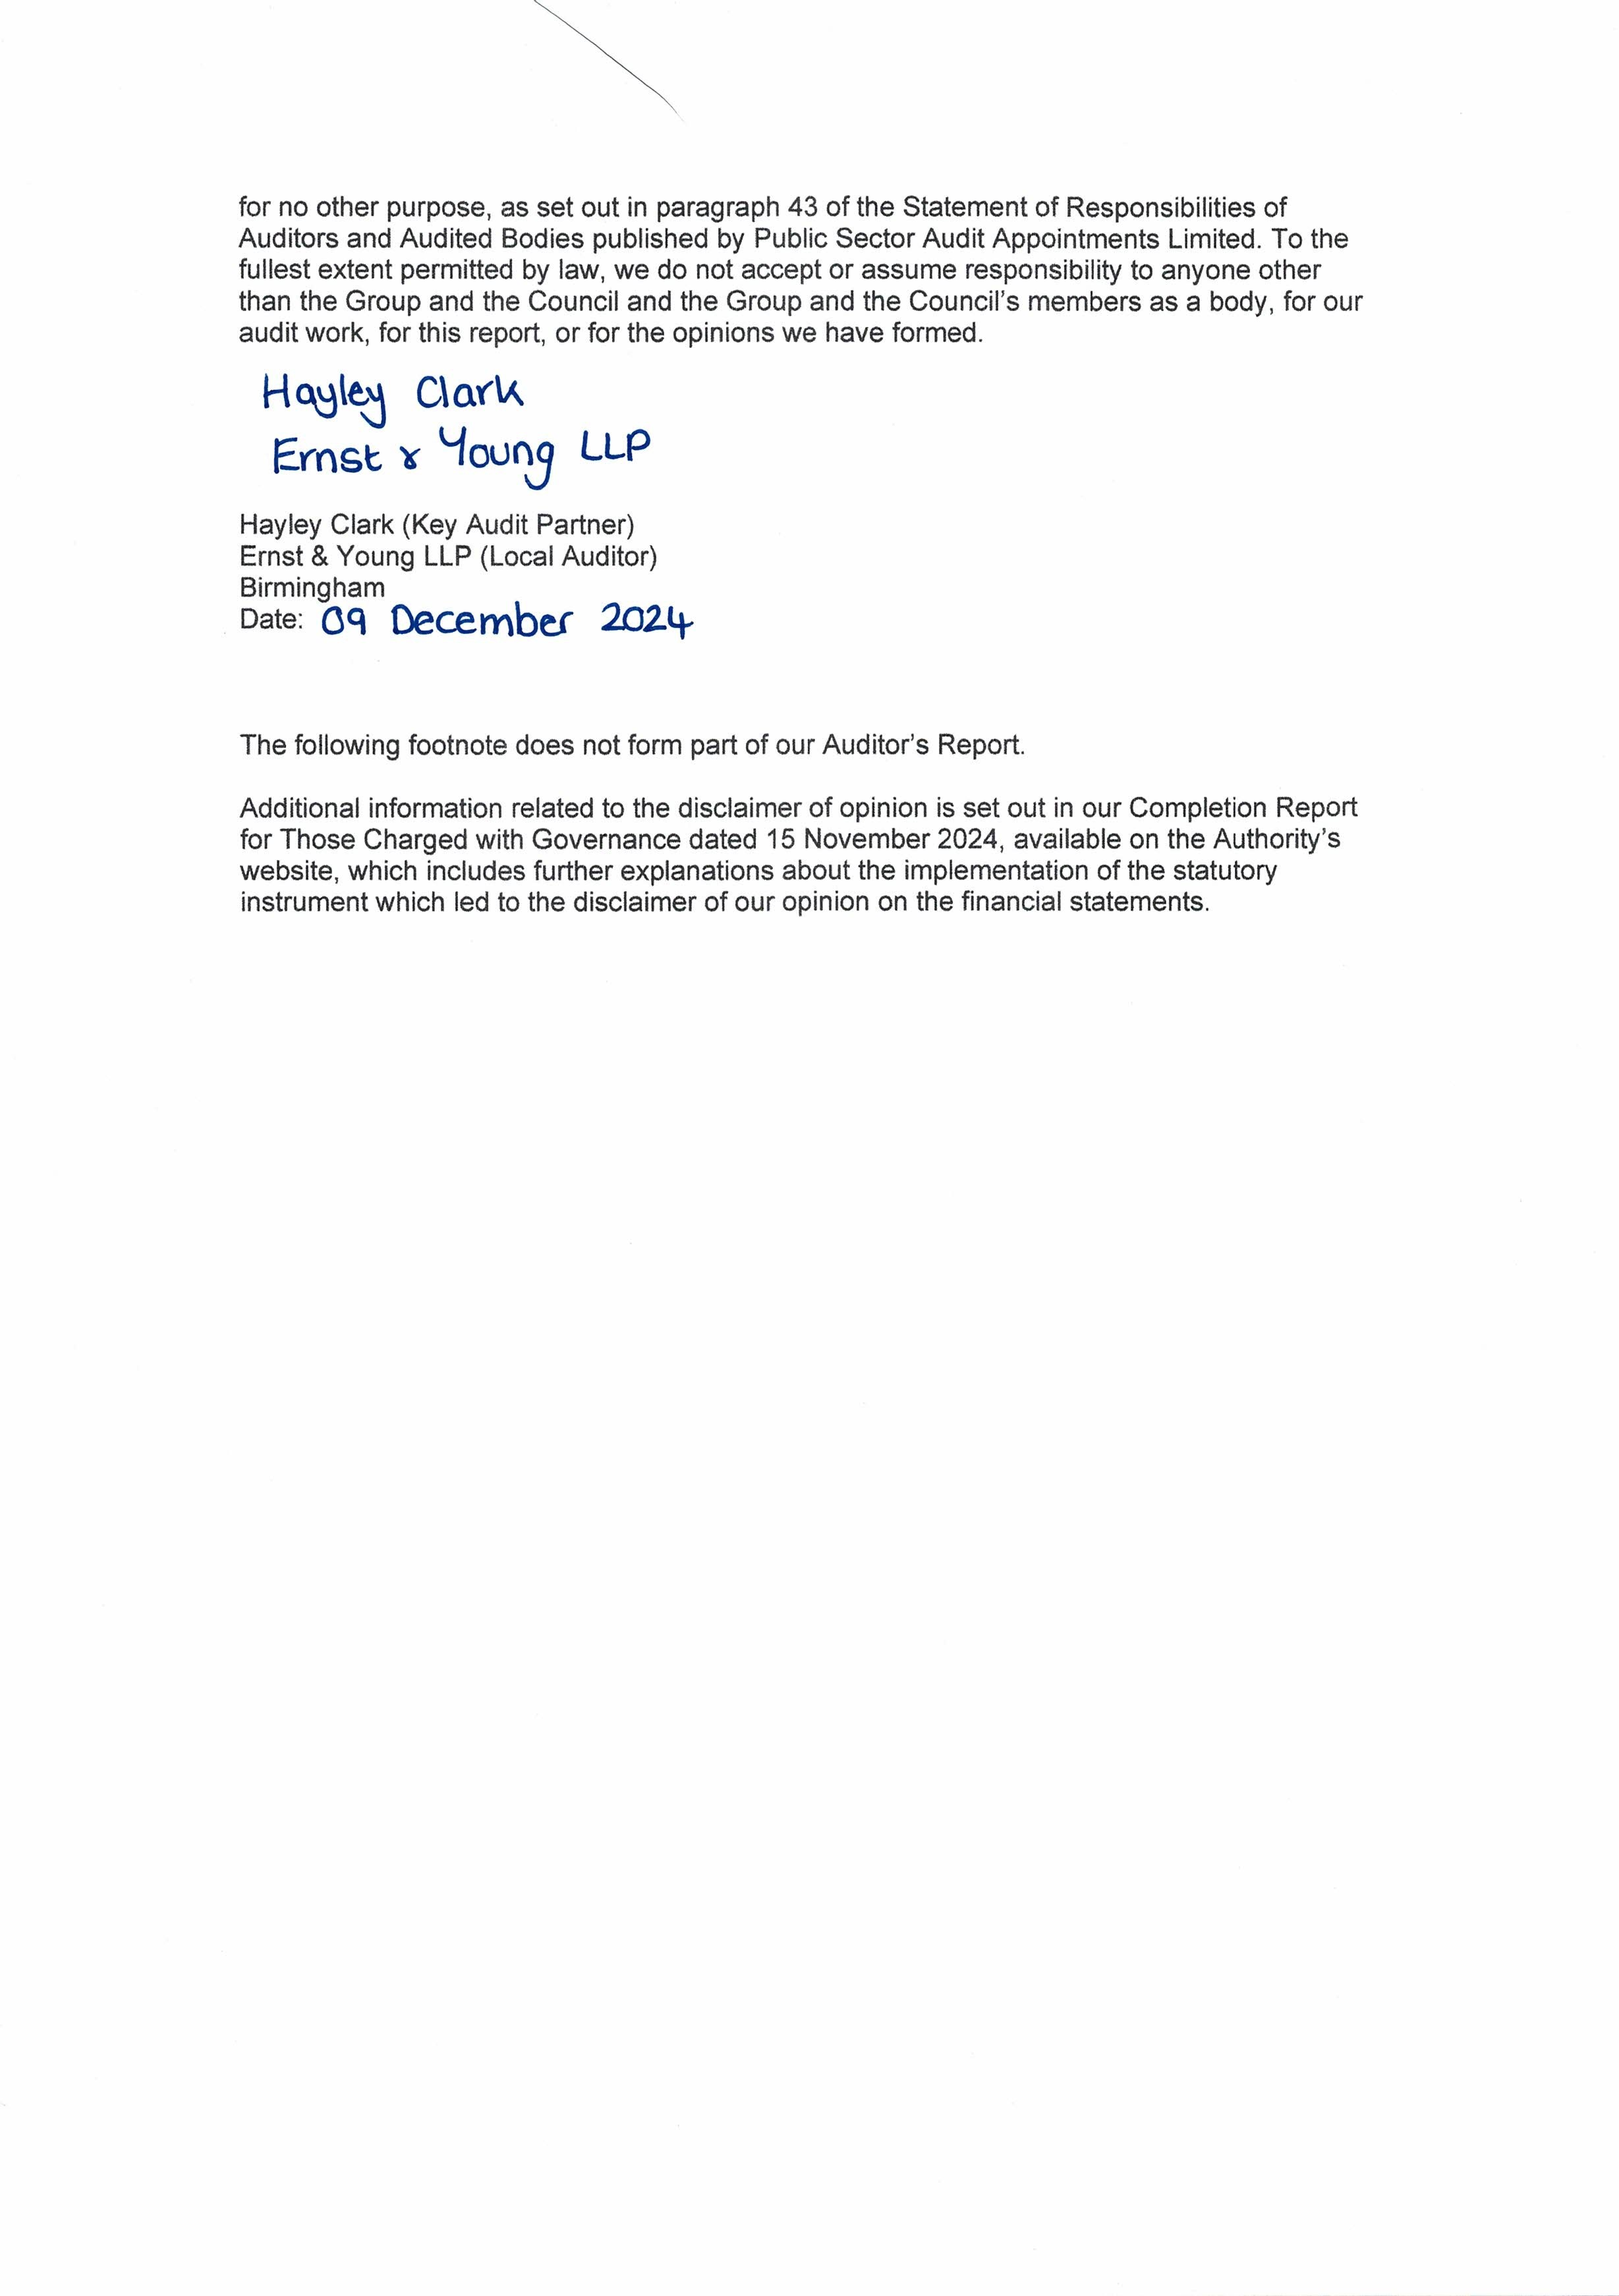 for no other purpose, as set out in paragraph 43 of the Statement of Responsibilities of
Auditors and Audited Bodies published by Public Sector Audit Appointments Limited. To the
fullest extent permitted by law, we do not accept or assume responsibility to anyone other
than the Group and the Council and the Group and the Council's members as a body, for our
audit work, for this report, or for the opinions we have formed.
Hayley Clark
Ernst & Young LLP
Hayley Clark (Key Audit Partner)
Ernst & Young LLP (Local Auditor)
Birmingham
Date: 09 December 2024
The following footnote does not form part of our Auditor's Report.
Additional information related to the disclaimer of opinion is set out in our Completion Report
for Those Charged with Governance dated 15 November 2024, available on the Authority's
website, which includes further explanations about the implementation of the statutory
instrument which led to the disclaimer of our opinion on the financial statements.